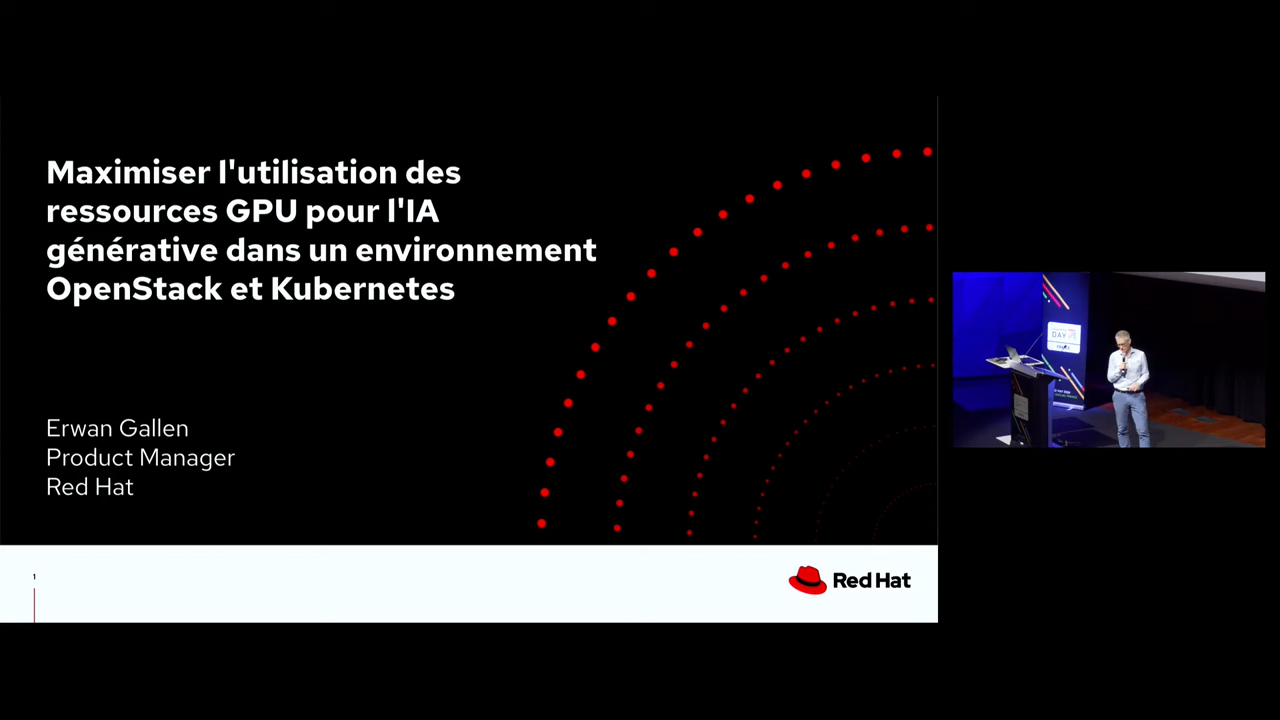 Maximiser l'utilisation des
ressources GPU pour l'IA
générative dans un environnement
OpenStack et Kubernetes
Erwan Gallen
Product Manager
Red Hat
1
Red Hat
DAY